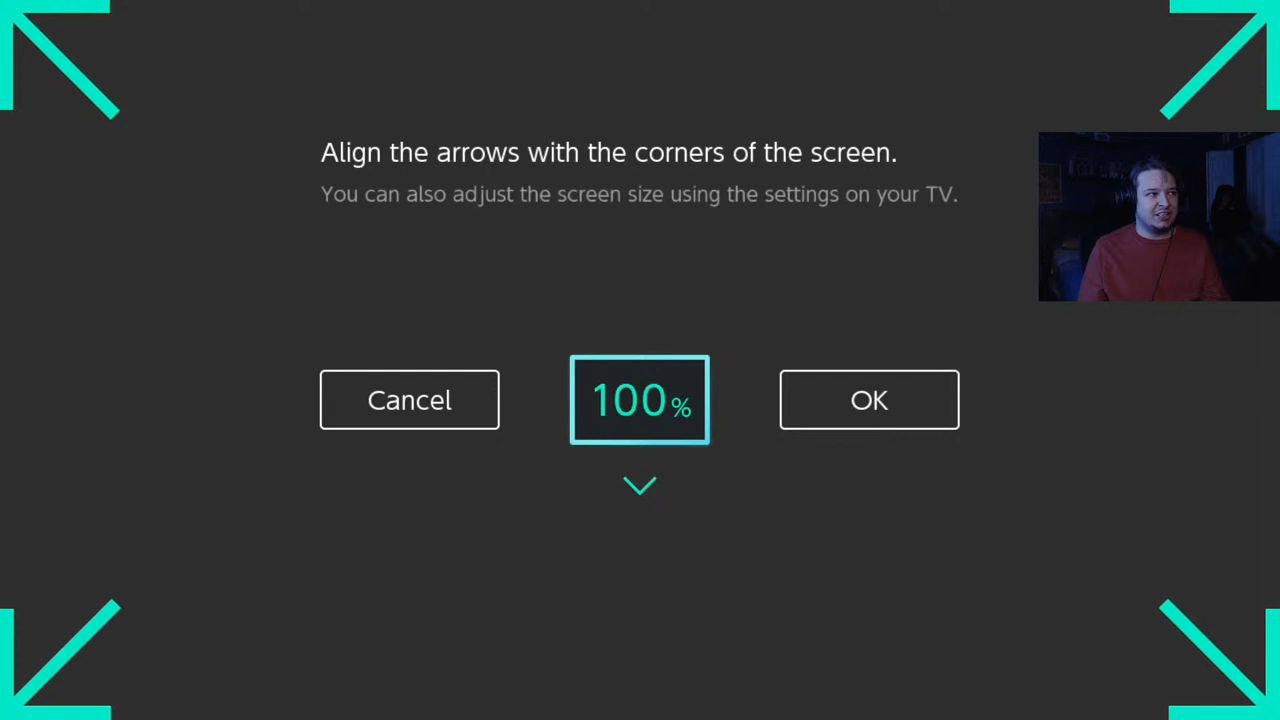 Align the arrows with the corners of the screen.
You can also adjust the screen size using the settings on your TV.
Cancel
100%
OK